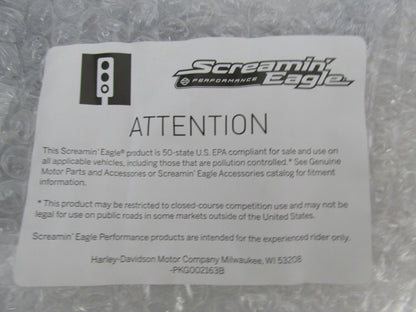 Screamin'
PERFORMANCE
Eagle
ATTENTION
This Screamin' Eagle® product is 50-state U.S. EPA compliant for sale and use on
all applicable vehicles, including those that are pollution controlled.* See Genuine
Motor Parts and Accessories or Screamin' Eagle Accessories catalog for fitment
information.
* This product may be restricted to closed-course competition use and may not be
legal for use on public roads in some markets outside of the United States.
Screamin' Eagle Performance products are intended for the experienced rider only.
Harley-Davidson Motor Company Milwaukee, WI 53208
-PKG002163B